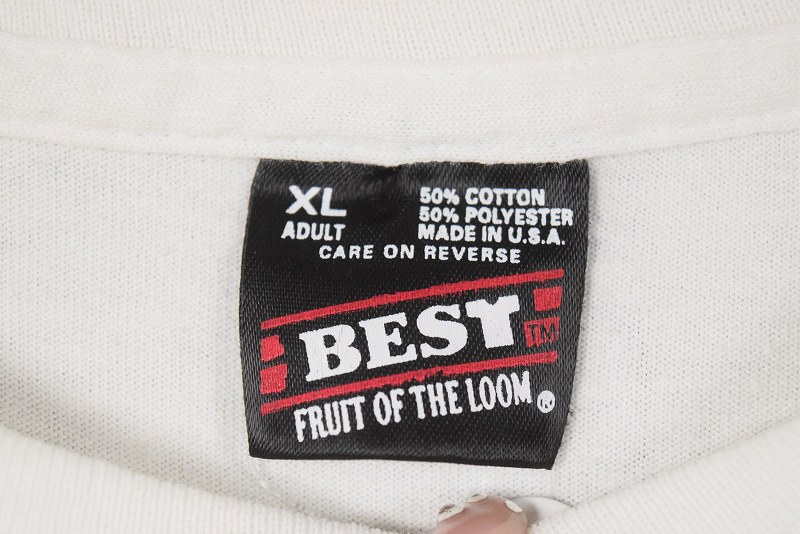 XL
ADULT
50% COTTON
50% POLYESTER
MADE IN U.S.A.
CARE ON REVERSE
BEST TM
FRUIT OF THE LOOM ®